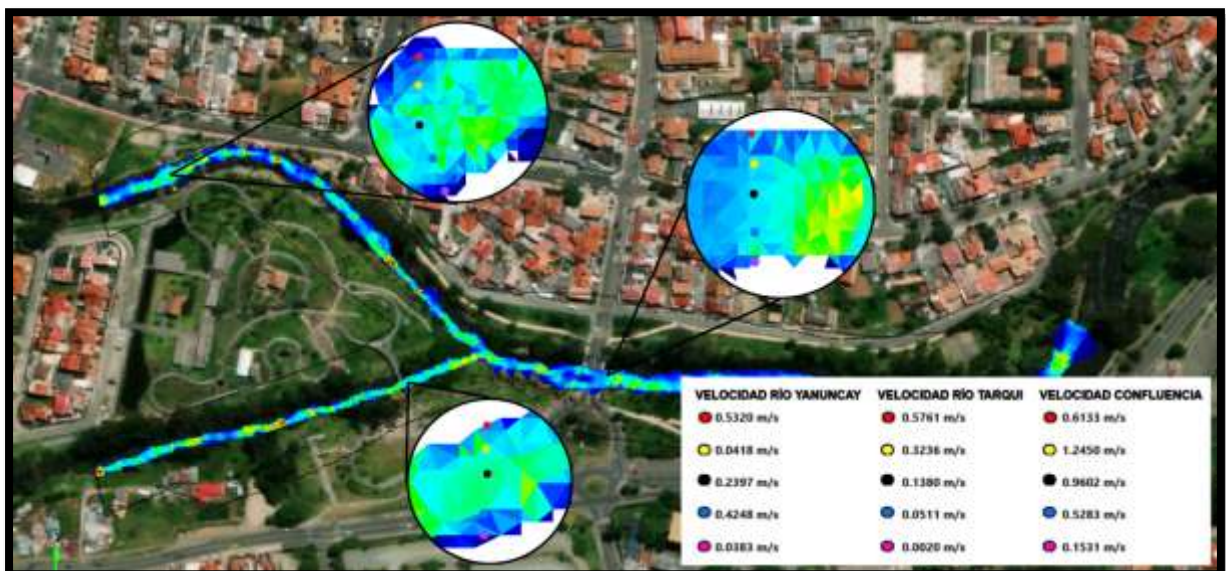 VELOCIDAD RÍO YANUNCAY VELOCIDAD RÍO TARQUI VELOCIDAD CONFLUENCIA
0.5320 m/s 0.5761 m/s 0.6133 m/s
0.0418 m/s 0.3236 m/s 1.2450 m/s
0.2397 m/s 0.1380 m/s 0.9602 m/s
0.4248 m/s 0.0511 m/s 0.5283 m/s
0.0383 m/s 0.0020 m/s 0.1531 m/s